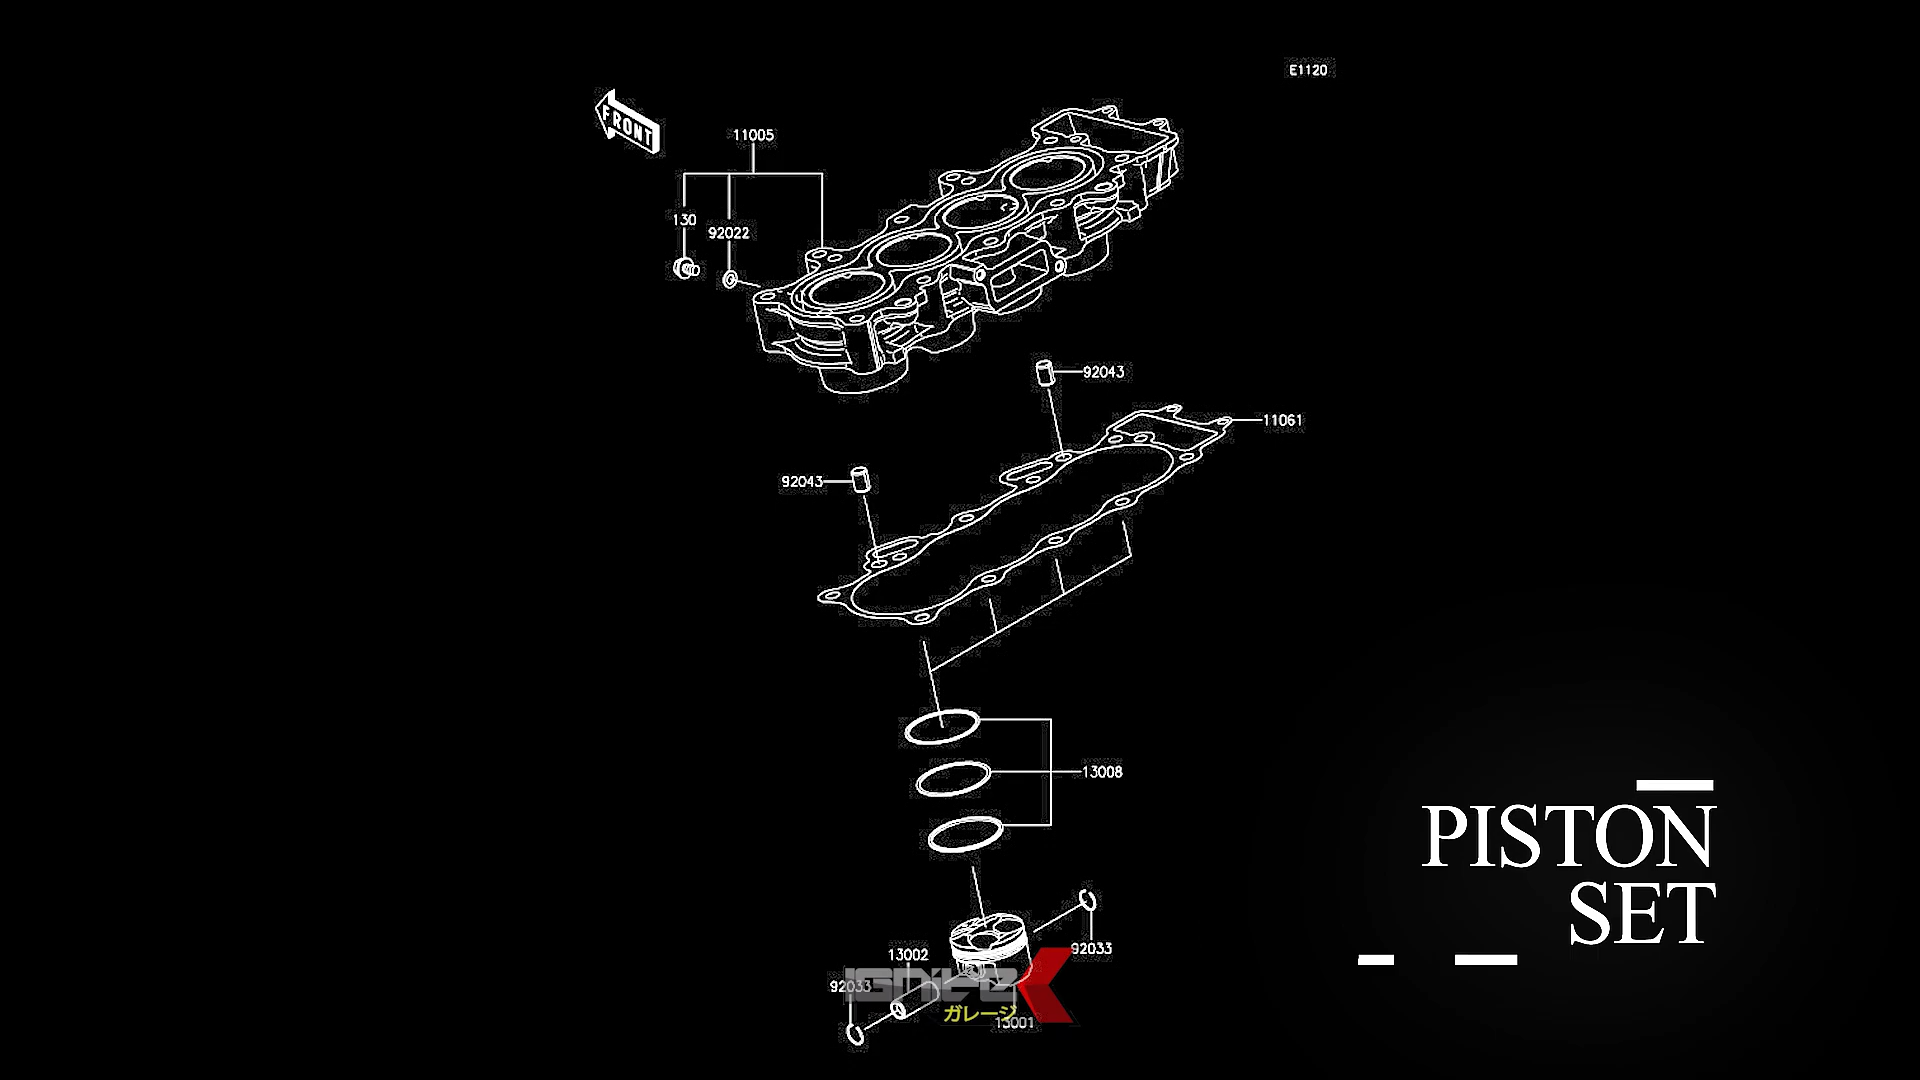 E1120
FRONT
11005
130
92022
92043
11061
92043
13008
PISTON
SET
92033
13002
92033
ignite
ガレージ
13001